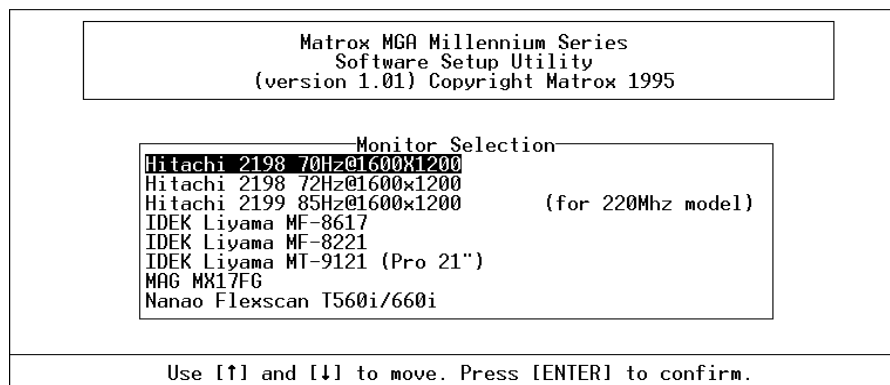 Matrox MGA Millennium Series
Software Setup Utility
(version 1.01) Copyright Matrox 1995
Monitor Selection
Hitachi 2198 70Hz@1600X1200
Hitachi 2198 72Hz@1600x1200
Hitachi 2199 85Hz@1600x1200 (for 220Mhz model)
IDEK Liyama MF-8617
IDEK Liyama MF-8221
IDEK Liyama MT-9121 (Pro 21")
MAG MX17FG
Nanao Flexscan T560i/660i
Use [↑] and [↓] to move. Press [ENTER] to confirm.